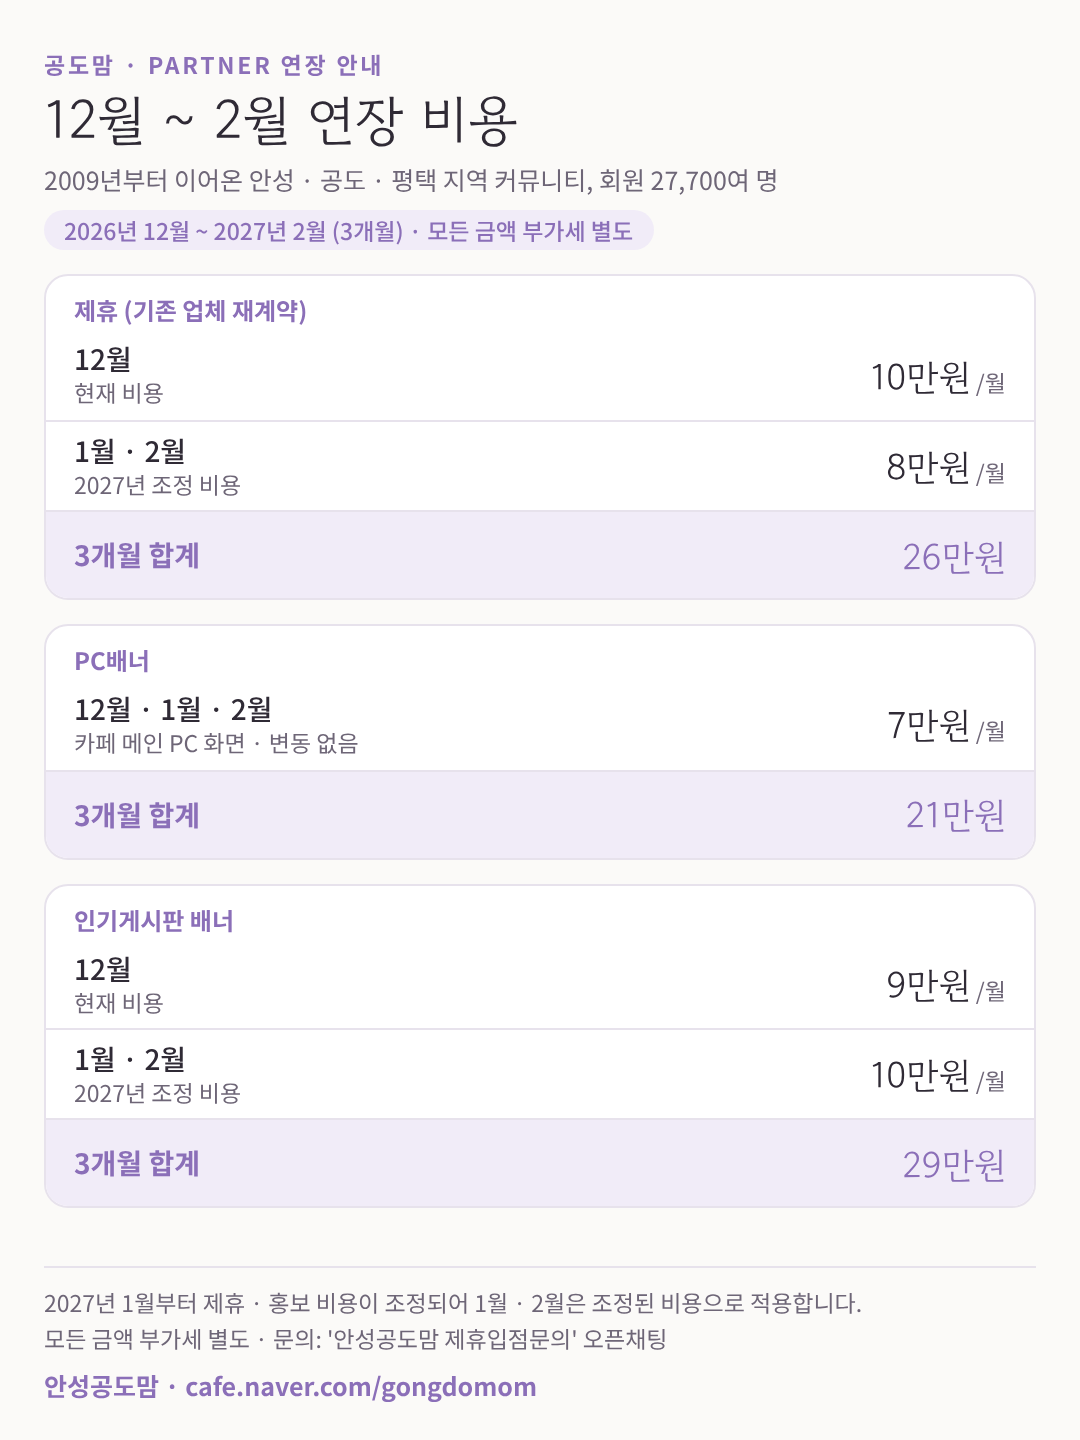 공도맘 · PARTNER 연장 안내
12월 ~ 2월 연장 비용
2009년부터 이어온 안성 · 공도 · 평택 지역 커뮤니티, 회원 27,700여 명
2026년 12월 ~ 2027년 2월 (3개월) · 모든 금액 부가세 별도
제휴 (기존 업체 재계약)
12월
현재 비용
10만원 /월
1월 · 2월
2027년 조정 비용
8만원 /월
3개월 합계
26만원
PC배너
12월 · 1월 · 2월
카페 메인 PC 화면 · 변동 없음
7만원 /월
3개월 합계
21만원
인기게시판 배너
12월
현재 비용
9만원 /월
1월 · 2월
2027년 조정 비용
10만원 /월
3개월 합계
29만원
2027년 1월부터 제휴 · 홍보 비용이 조정되어 1월 · 2월은 조정된 비용으로 적용합니다.
모든 금액 부가세 별도 · 문의: '안성공도맘 제휴입점문의' 오픈채팅
안성공도맘 · cafe.naver.com/gongdomom